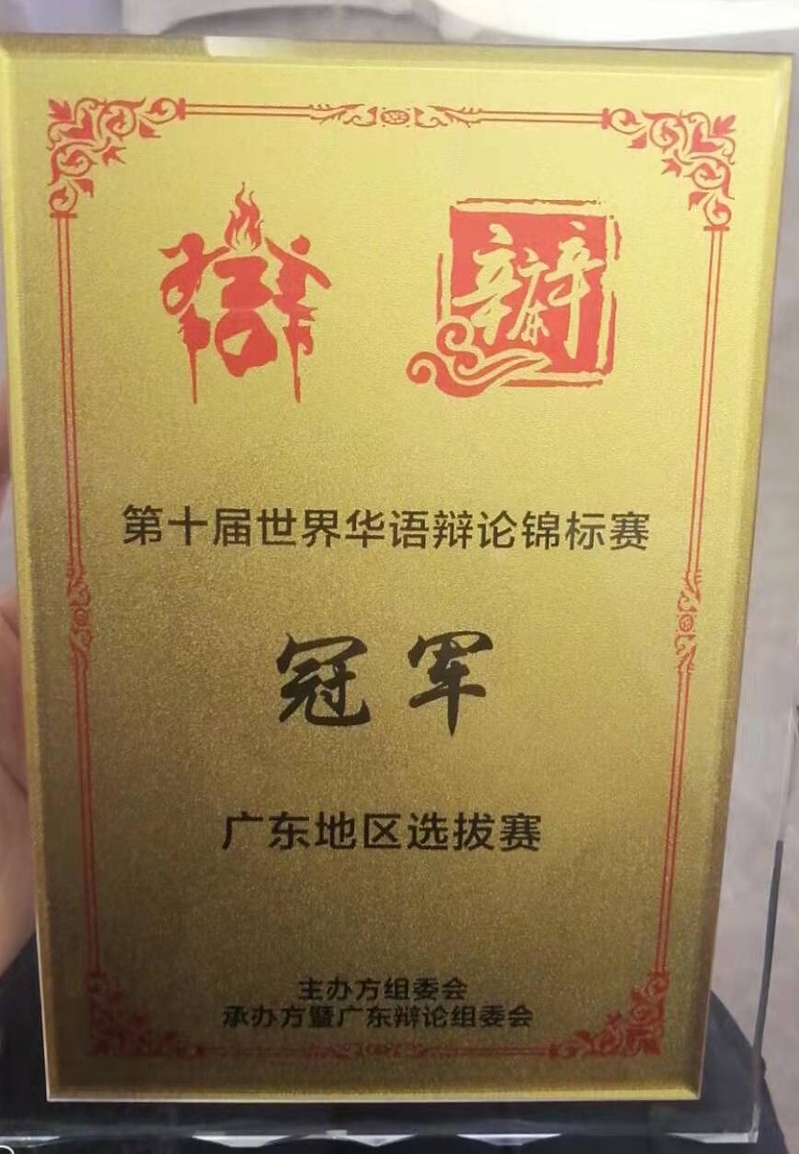 辩
第十届世界华语辩论锦标赛
冠军
广东地区选拔赛
主办方组委会
承办方暨广东辩论组委会